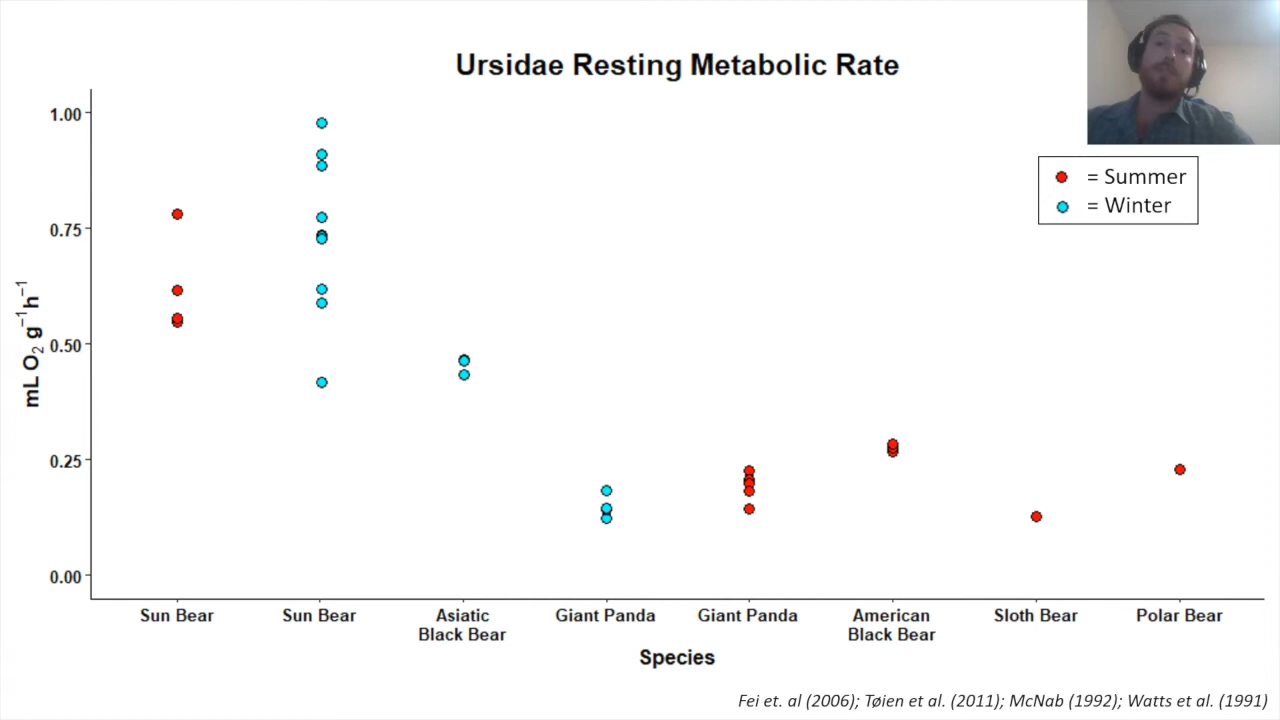 Ursidae Resting Metabolic Rate
= Summer
= Winter
mL O₂ g⁻¹h⁻¹
1.00
0.75
0.50
0.25
0.00
Sun Bear
Sun Bear
Asiatic
Black Bear
Giant Panda
Giant Panda
American
Black Bear
Sloth Bear
Polar Bear
Species
Fei et. al (2006); Tøien et al. (2011); McNab (1992); Watts et al. (1991)